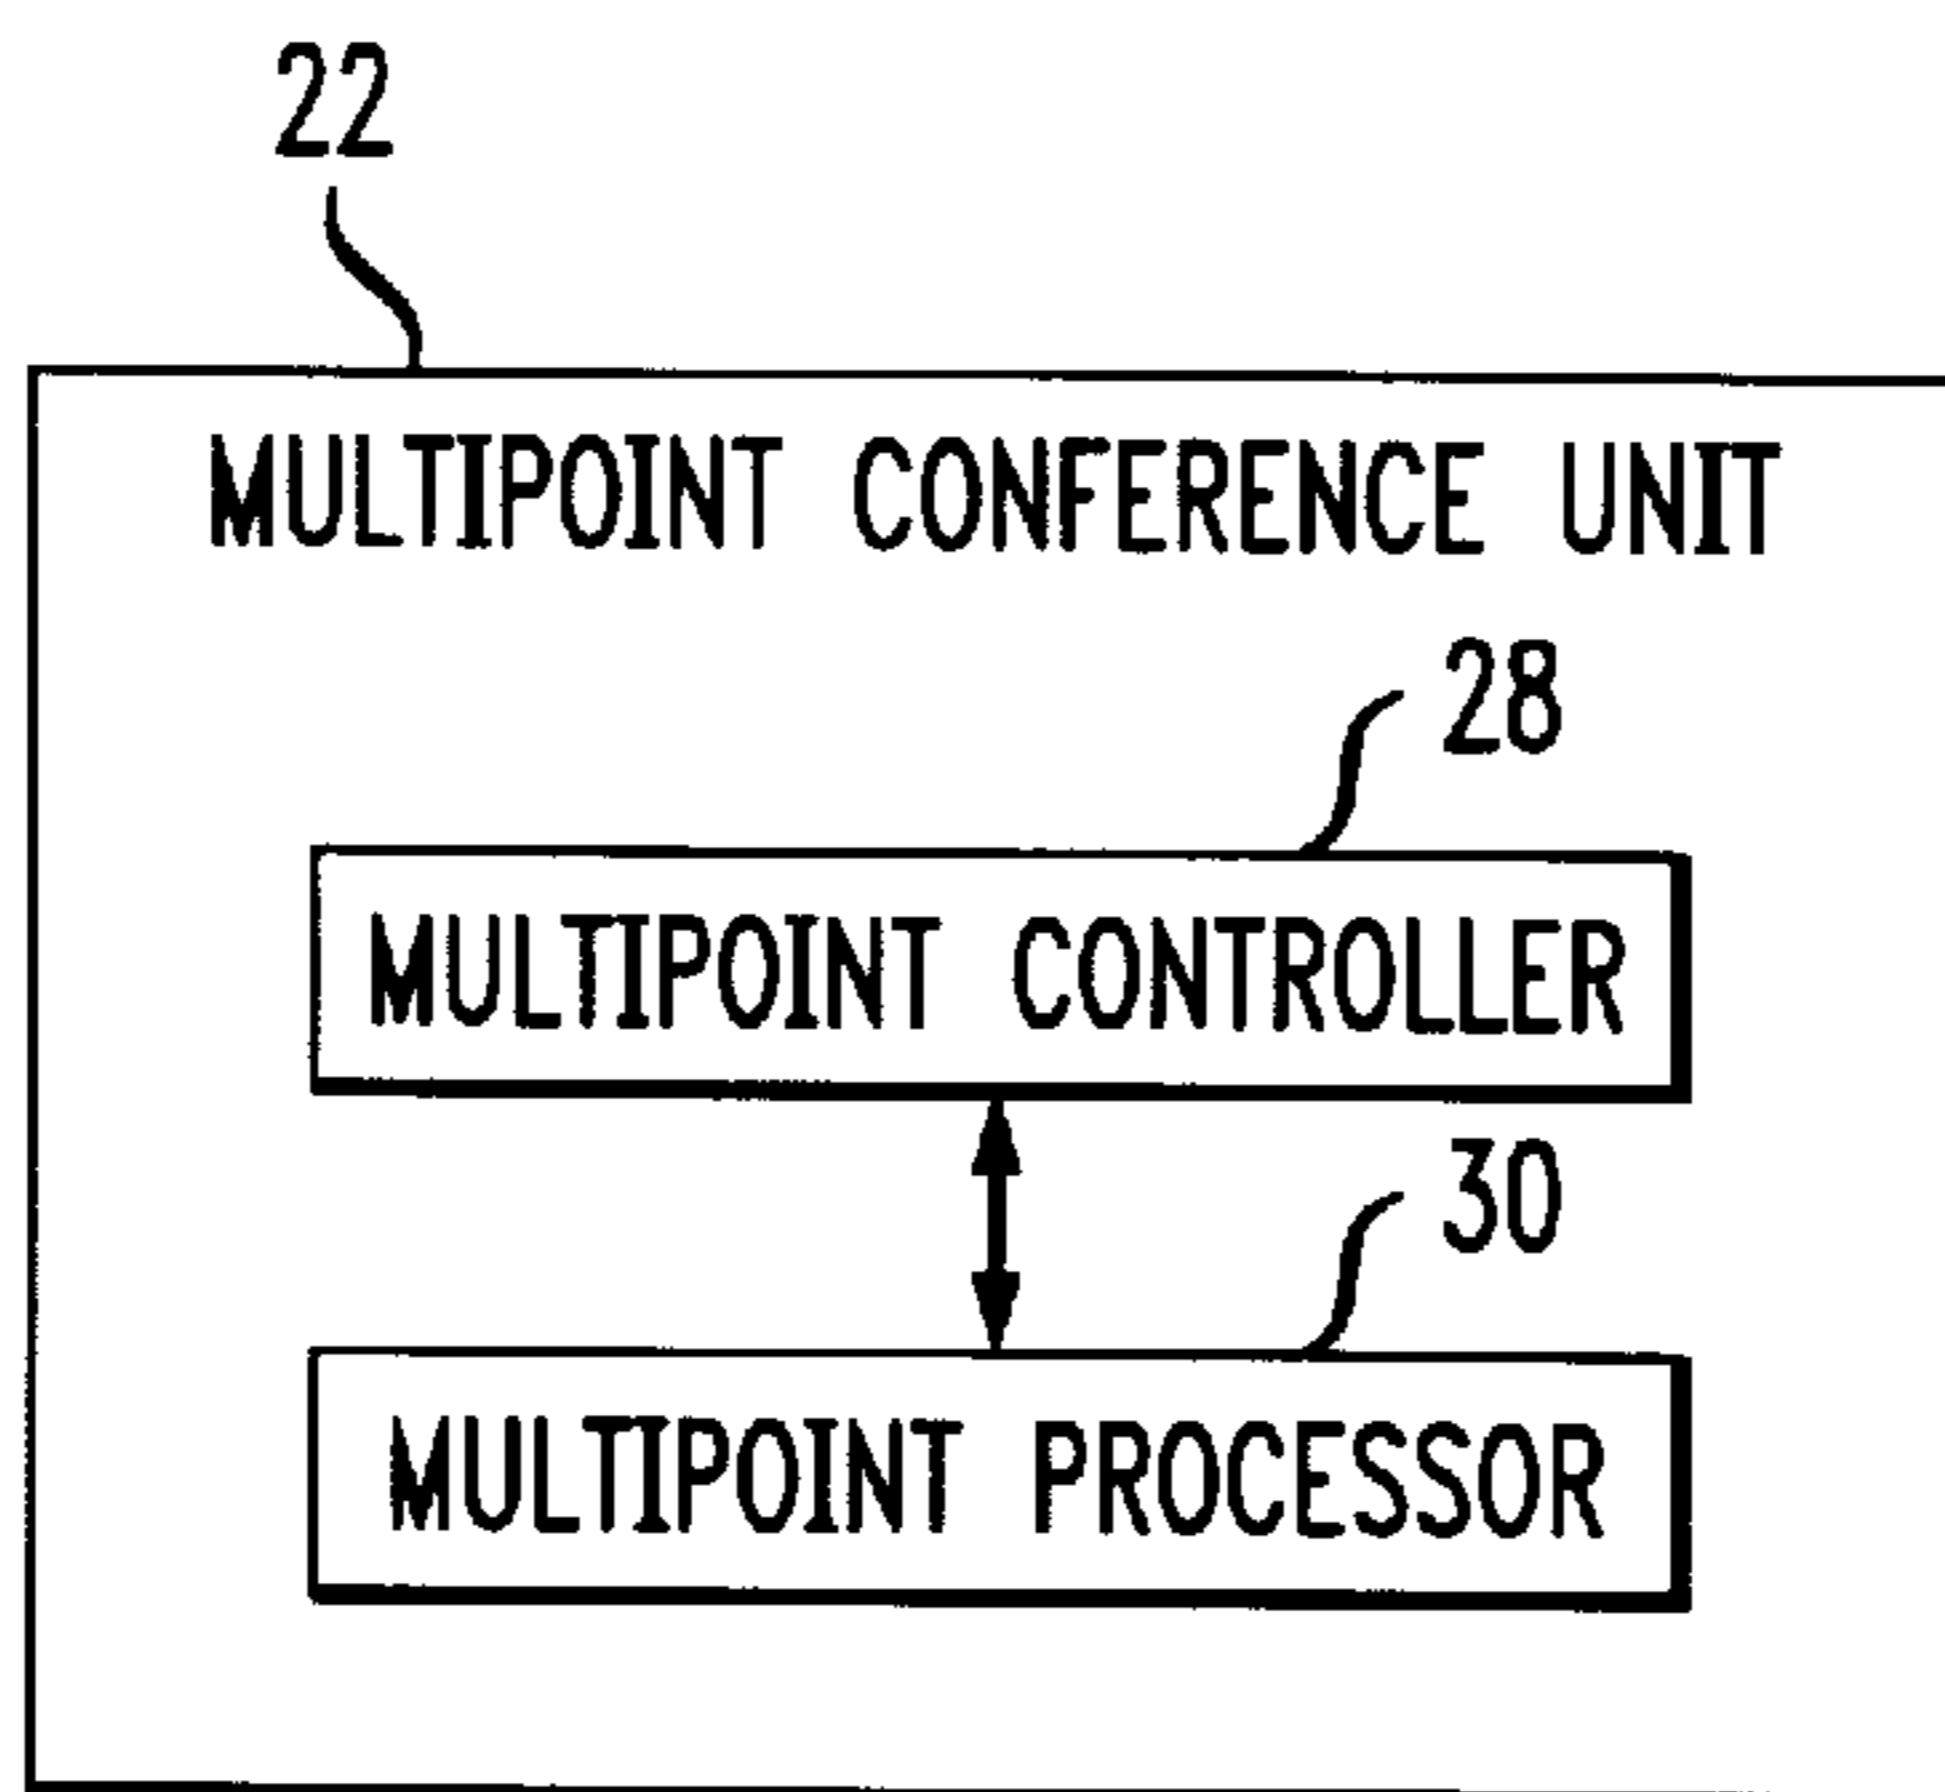 22
MULTIPOINT CONFERENCE UNIT
28
MULTIPOINT CONTROLLER
30
MULTIPOINT PROCESSOR